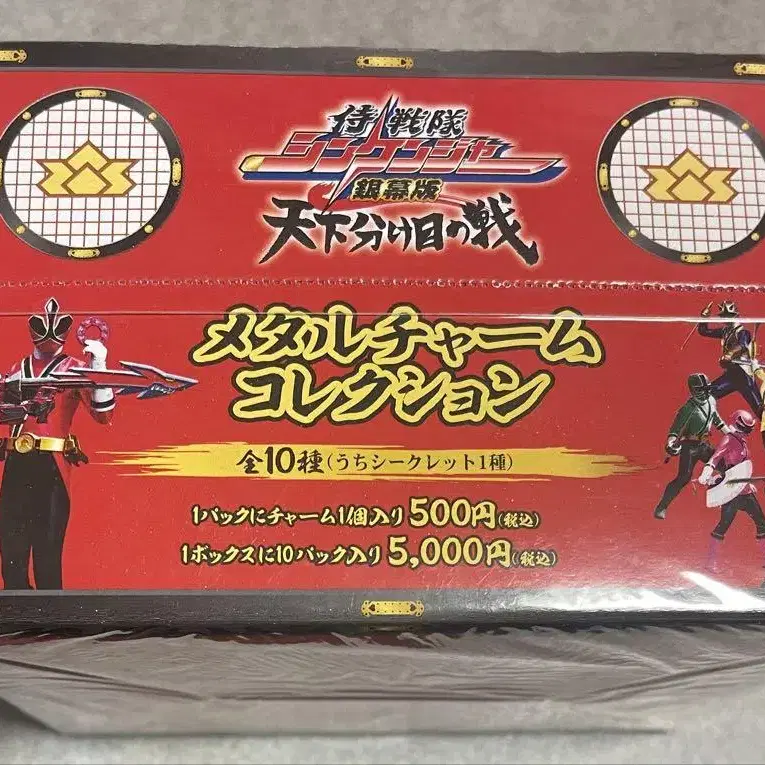 侍戦隊
シンケンジャー
銀幕版
天下分け目の戦
メタルチャーム
コレクション
全10種(うちシークレット1種)
1パックにチャーム1個入り500円(税込)
1ボックスに10パック入り5,000円(税込)